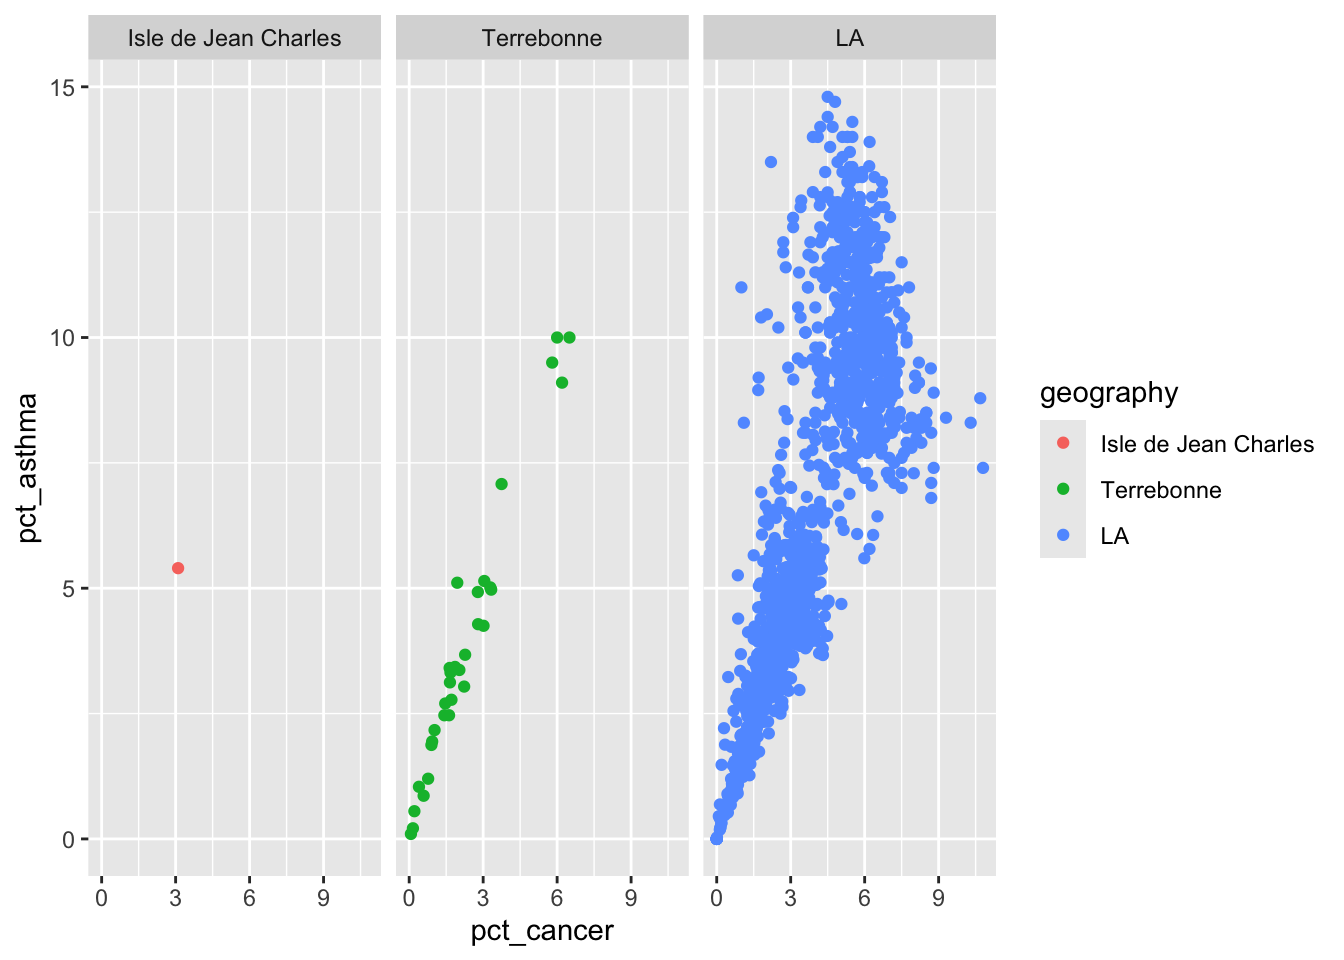 Isle de Jean Charles Terrebonne LA
15
10
5
0
pct_asthma
0 3 6 9 0 3 6 9 0 3 6 9
pct_cancer
geography
Isle de Jean Charles
Terrebonne
LA